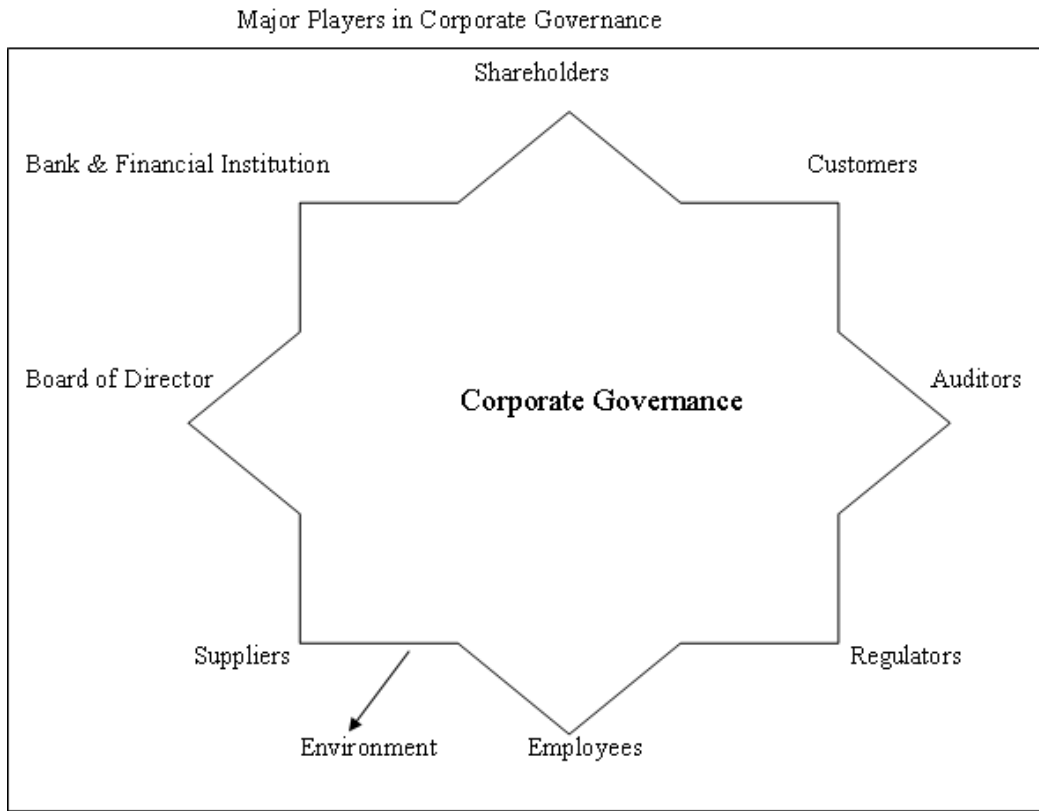 Major Players in Corporate Governance
Shareholders
Bank & Financial Institution
Customers
Board of Director
Auditors
Corporate Governance
Suppliers
Regulators
Environment
Employees